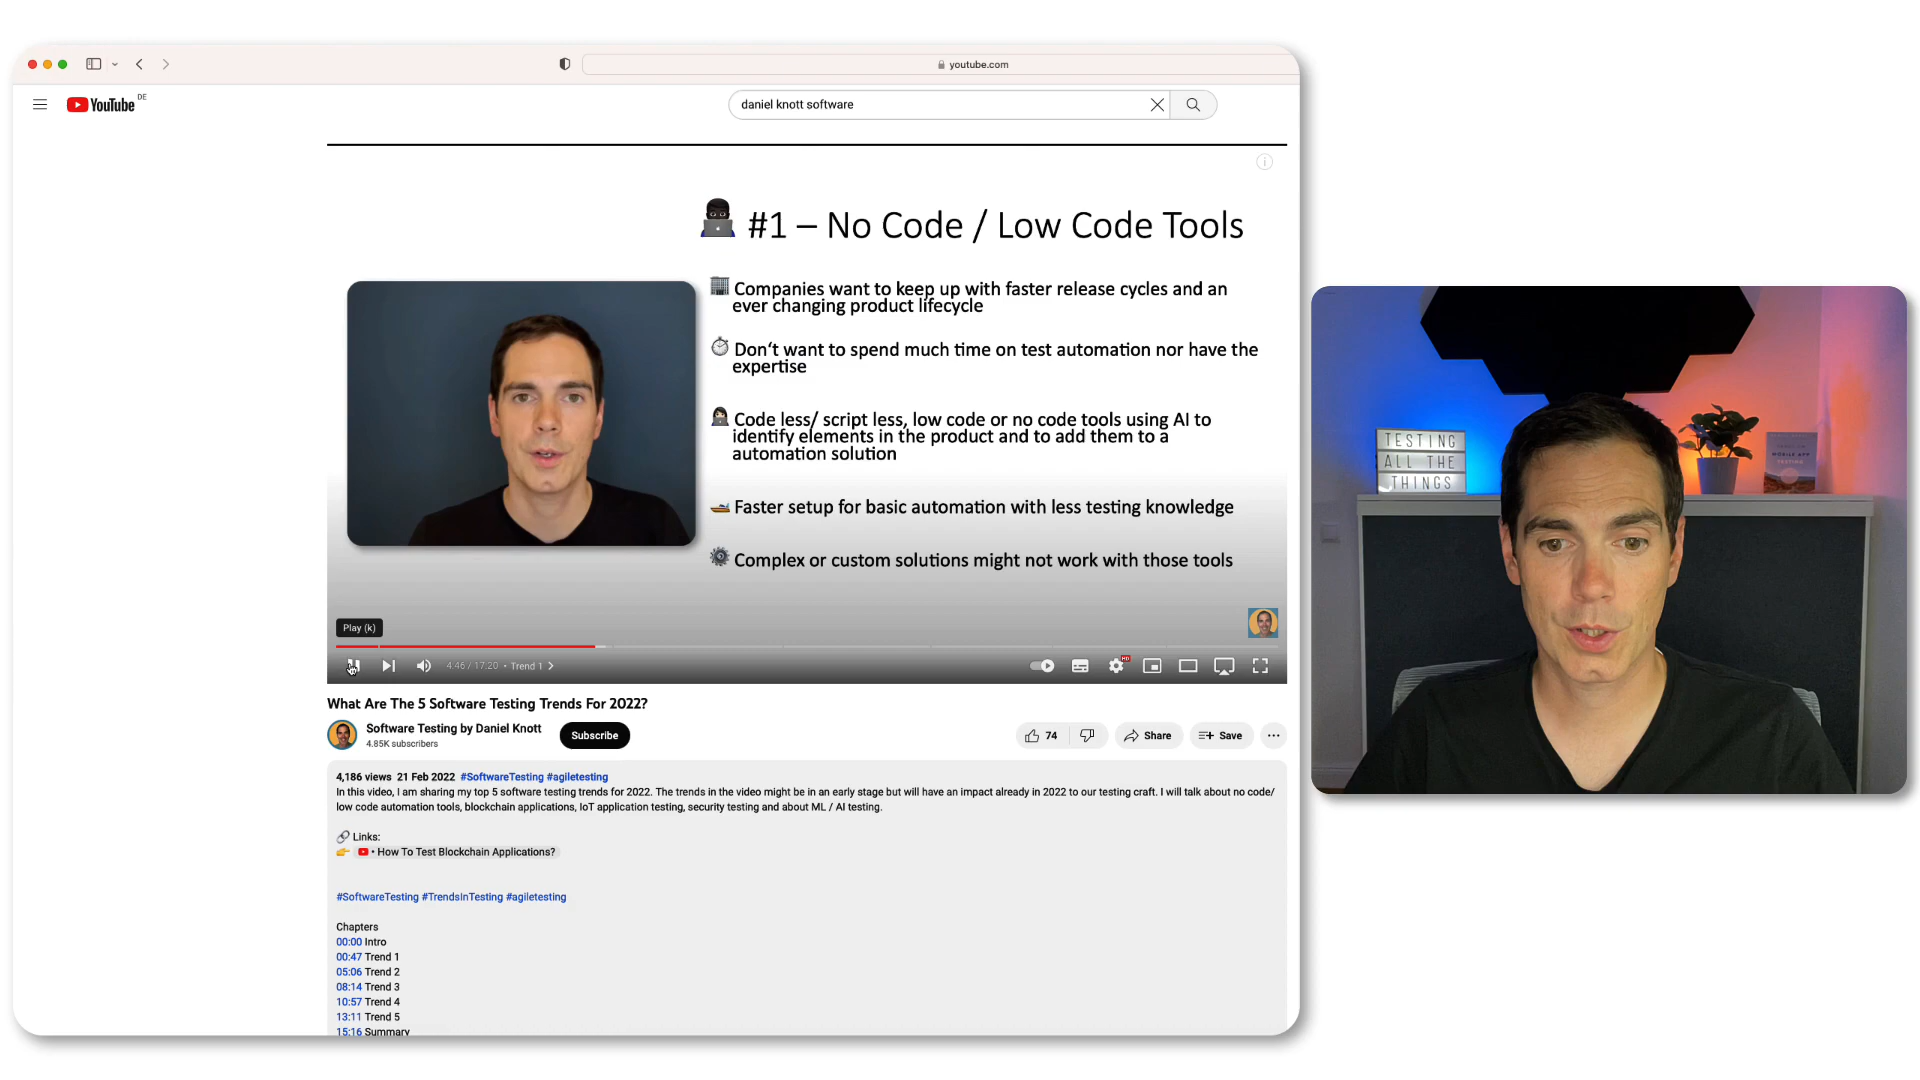 youtube.com
YouTube DE
daniel knott software
#1 – No Code / Low Code Tools
Companies want to keep up with faster release cycles and an
ever changing product lifecycle
Don't want to spend much time on test automation nor have the
expertise
Code less/ script less, low code or no code tools using AI to
identify elements in the product and to add them to a
automation solution
Faster setup for basic automation with less testing knowledge
Complex or custom solutions might not work with those tools
Play (k)
4:46 / 17:20 • Trend 1
HD
What Are The 5 Software Testing Trends For 2022?
Software Testing by Daniel Knott
4.85K subscribers
Subscribe
74
Share
Save
4,186 views 21 Feb 2022 #SoftwareTesting #agiletesting
In this video, I am sharing my top 5 software testing trends for 2022. The trends in the video might be in an early stage but will have an impact already in 2022 to our testing craft. I will talk about no code/
low code automation tools, blockchain applications, IoT application testing, security testing and about ML / AI testing.
Links:
• How To Test Blockchain Applications?
#SoftwareTesting #TrendsInTesting #agiletesting
Chapters
00:00 Intro
00:47 Trend 1
05:06 Trend 2
08:14 Trend 3
10:57 Trend 4
13:11 Trend 5
15:16 Summary
TESTING
ALL THE
THINGS
MOBILE APP
TESTING